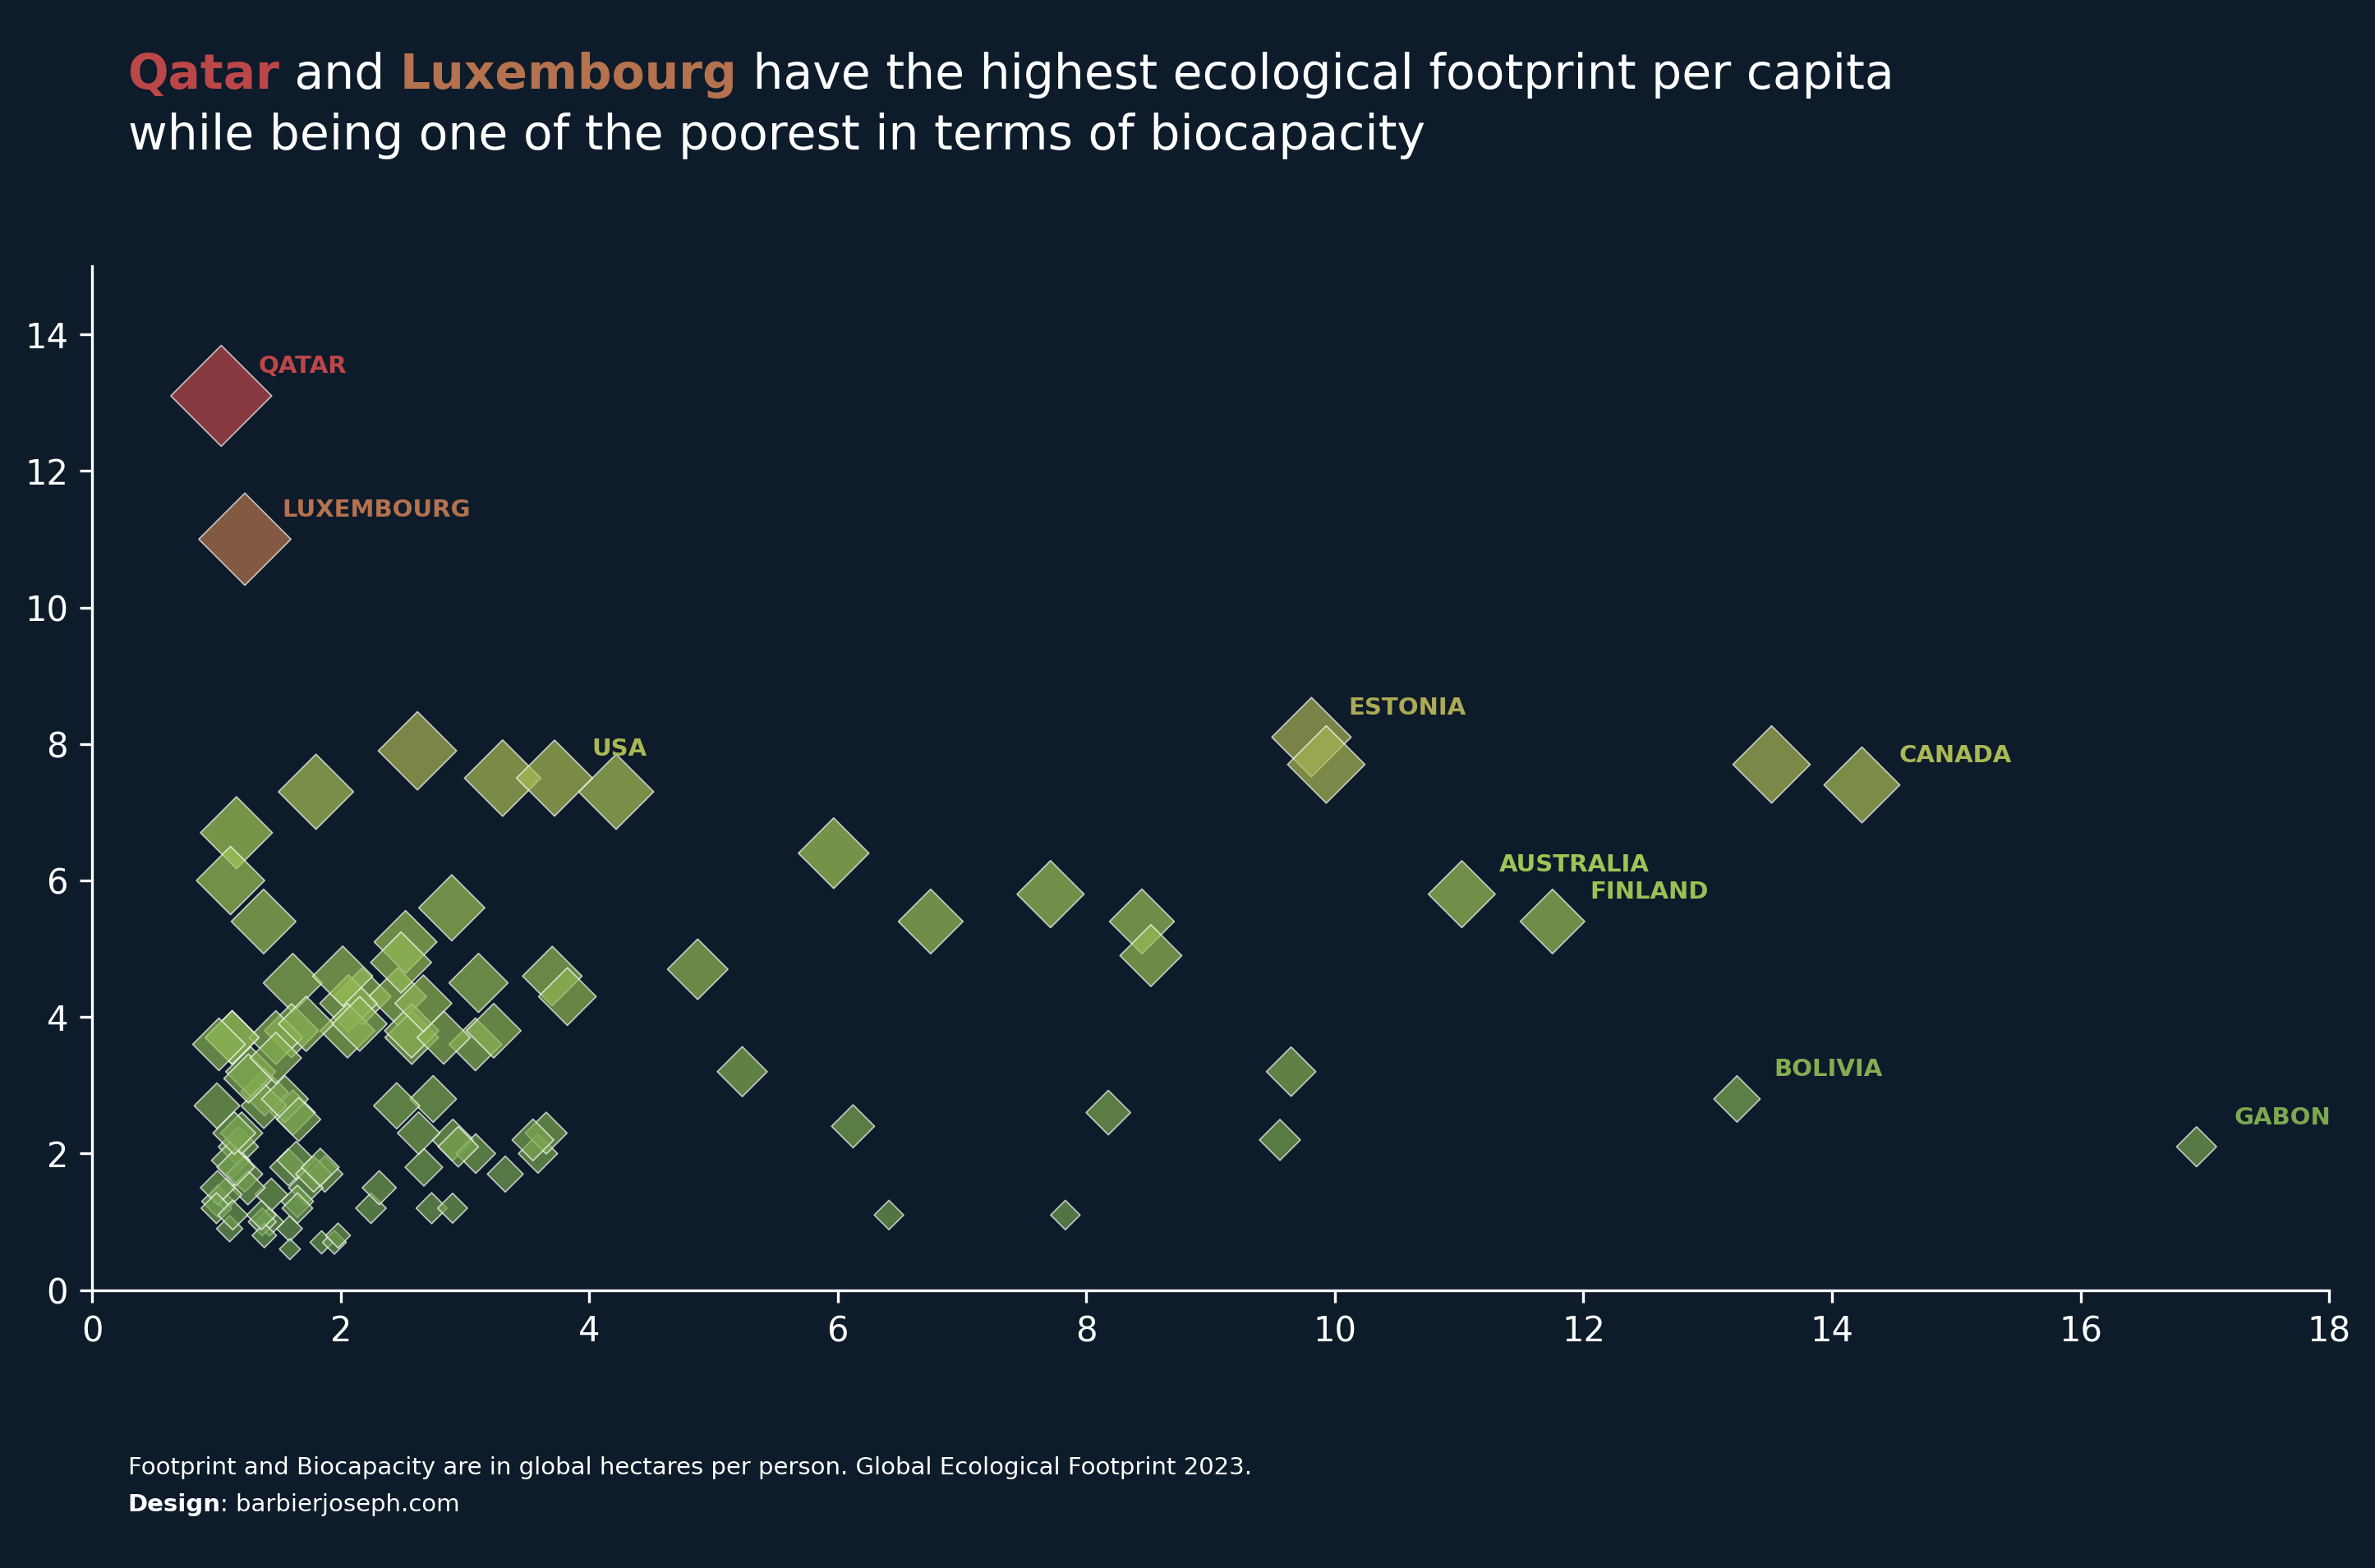 Qatar and Luxembourg have the highest ecological footprint per capita
while being one of the poorest in terms of biocapacity
14
QATAR
12
LUXEMBOURG
10
ESTONIA
8
USA
CANADA
6
AUSTRALIA
FINLAND
4
BOLIVIA
GABON
2
0
0 2 4 6 8 10 12 14 16 18
Footprint and Biocapacity are in global hectares per person. Global Ecological Footprint 2023.
Design: barbierjoseph.com